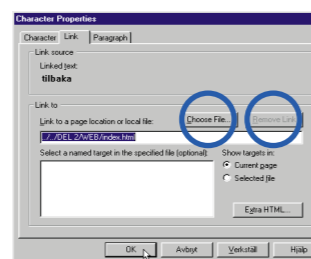 Character Properties
Character Link Paragraph
Link source
Linked text:
tilbaka
Link to
Link to a page location or local file: Choose File... Remove Link
../../DEL 2/WEB/index.html
Select a named target in the specified file (optional): Show targets in:
Current page
Selected file
Extra HTML...
OK Avbryt Verkställ Hjälp